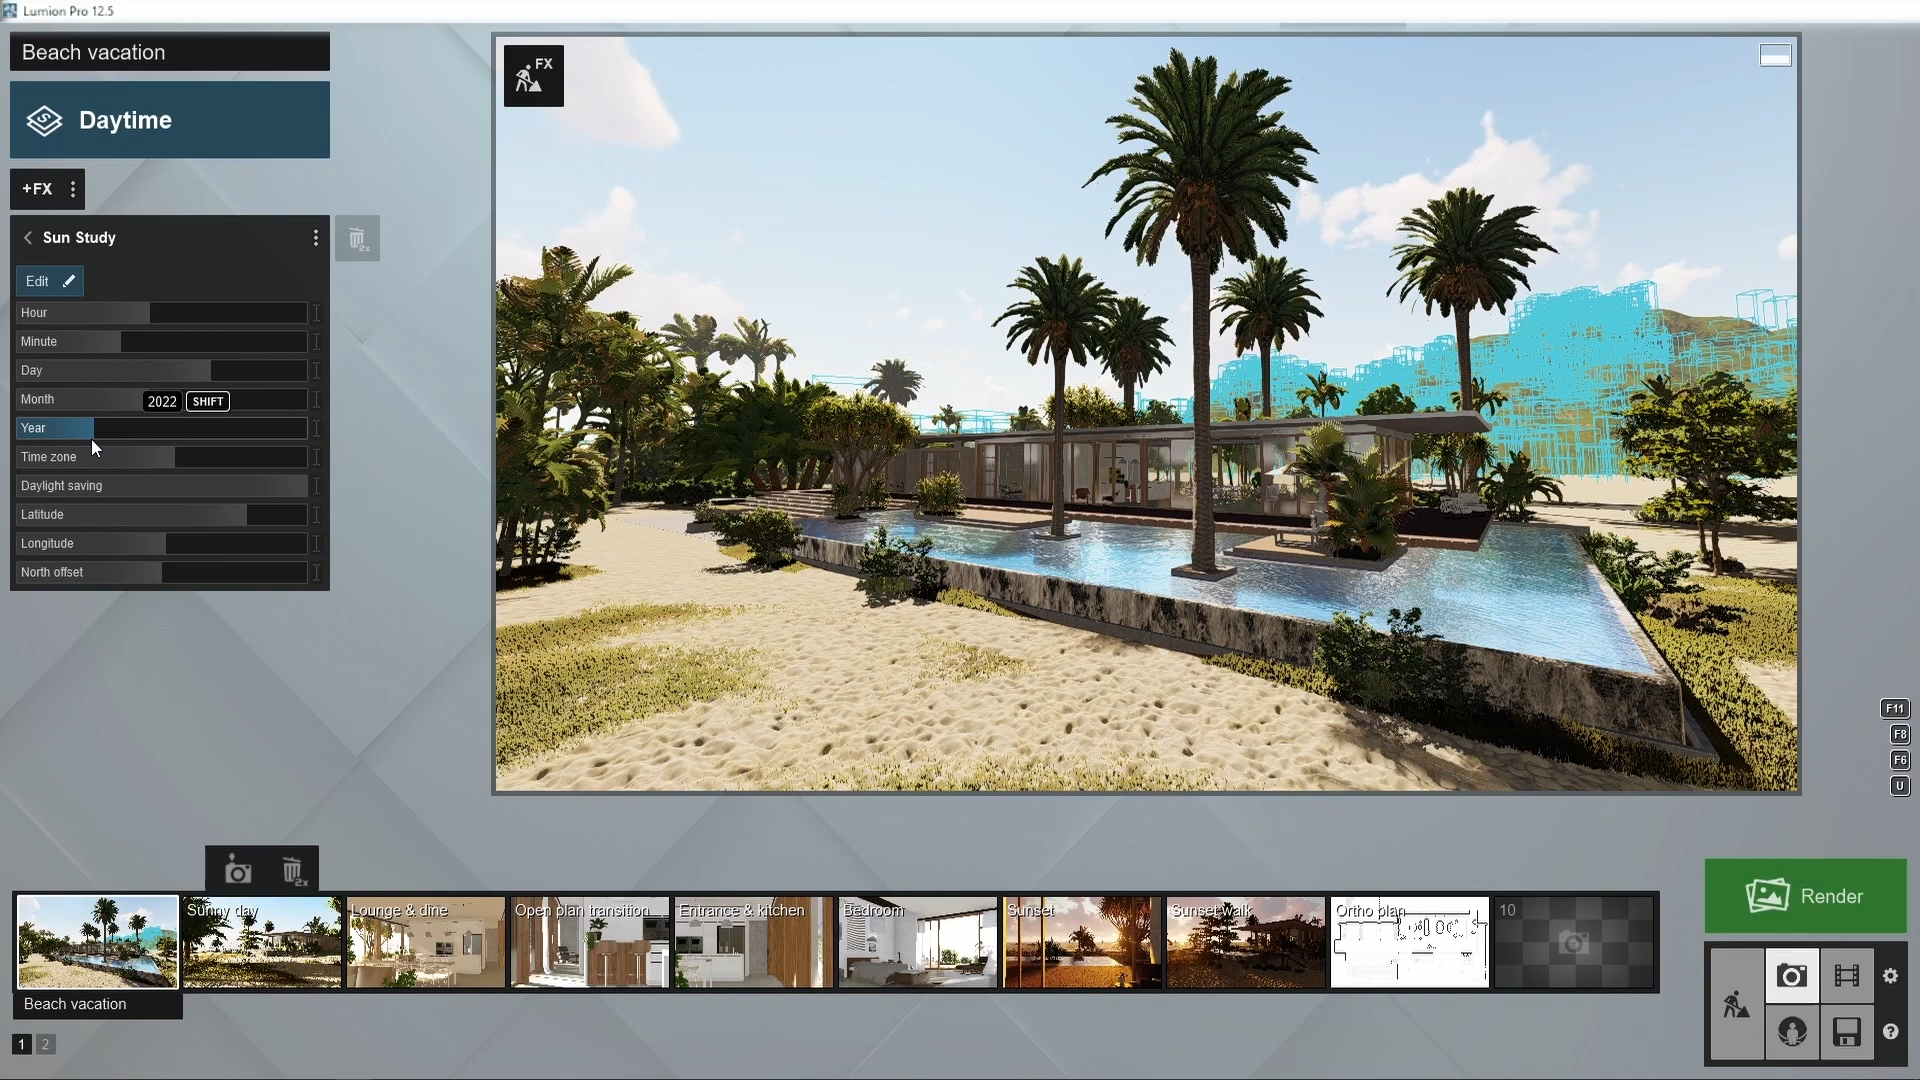 Lumion Pro 12.5
Beach vacation
Daytime
+FX
Sun Study
Edit
Hour
Minute
Day
Month
2022 SHIFT
Year
Time zone
Daylight saving
Latitude
Longitude
North offset
2x
FX
F11
F8
F6
U
2x
Sunny day
Lounge & dine
Open plan transition
Entrance & kitchen
Bedroom
Sunset
Sunset walk
Ortho plan
10
Beach vacation
1 2
Render
?